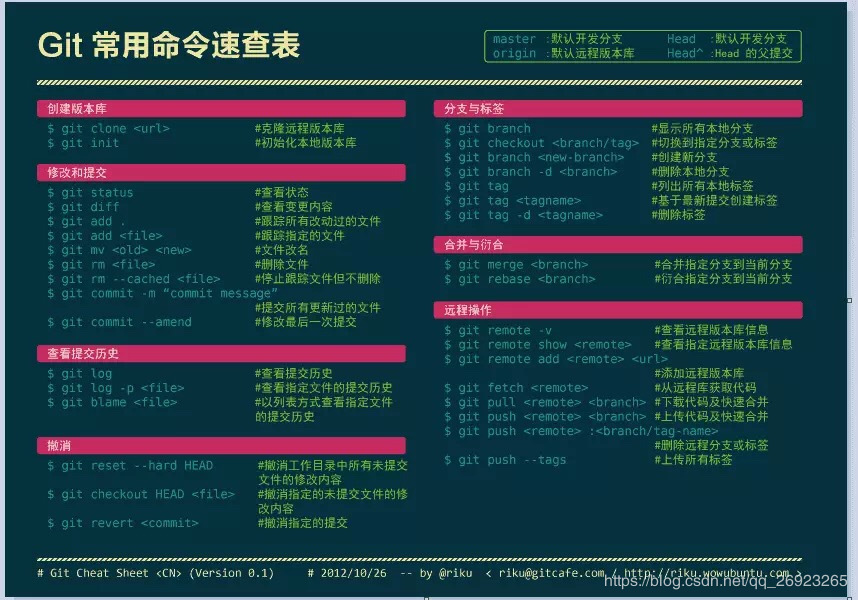 Git 常用命令速查表
master :默认开发分支 Head :默认开发分支
origin :默认远程版本库 Head^ :Head 的父提交
创建版本库
$ git clone <url> #克隆远程版本库
$ git init #初始化本地版本库
修改和提交
$ git status #查看状态
$ git diff #查看变更内容
$ git add . #跟踪所有改动过的文件
$ git add <file> #跟踪指定的文件
$ git mv <old> <new> #文件改名
$ git rm <file> #删除文件
$ git rm --cached <file> #停止跟踪文件但不删除
$ git commit -m “commit message”
#提交所有更新过的文件
$ git commit --amend #修改最后一次提交
查看提交历史
$ git log #查看提交历史
$ git log -p <file> #查看指定文件的提交历史
$ git blame <file> #以列表方式查看指定文件
的提交历史
撤消
$ git reset --hard HEAD #撤消工作目录中所有未提交
文件的修改内容
$ git checkout HEAD <file> #撤消指定的未提交文件的修
改内容
$ git revert <commit> #撤消指定的提交
分支与标签
$ git branch #显示所有本地分支
$ git checkout <branch/tag> #切换到指定分支或标签
$ git branch <new-branch> #创建新分支
$ git branch -d <branch> #删除本地分支
$ git tag #列出所有本地标签
$ git tag <tagname> #基于最新提交创建标签
$ git tag -d <tagname> #删除标签
合并与衍合
$ git merge <branch> #合并指定分支到当前分支
$ git rebase <branch> #衍合指定分支到当前分支
远程操作
$ git remote -v #查看远程版本库信息
$ git remote show <remote> #查看指定远程版本库信息
$ git remote add <remote> <url>
#添加远程版本库
$ git fetch <remote> #从远程库获取代码
$ git pull <remote> <branch> #下载代码及快速合并
$ git push <remote> <branch> #上传代码及快速合并
$ git push <remote> :<branch/tag-name>
#删除远程分支或标签
$ git push --tags #上传所有标签
# Git Cheat Sheet <CN> (Version 0.1) # 2012/10/26 -- by @riku < riku@gitcafe.com / http://riku.wowubuntu.com >
https://blog.csdn.net/qq_26923265